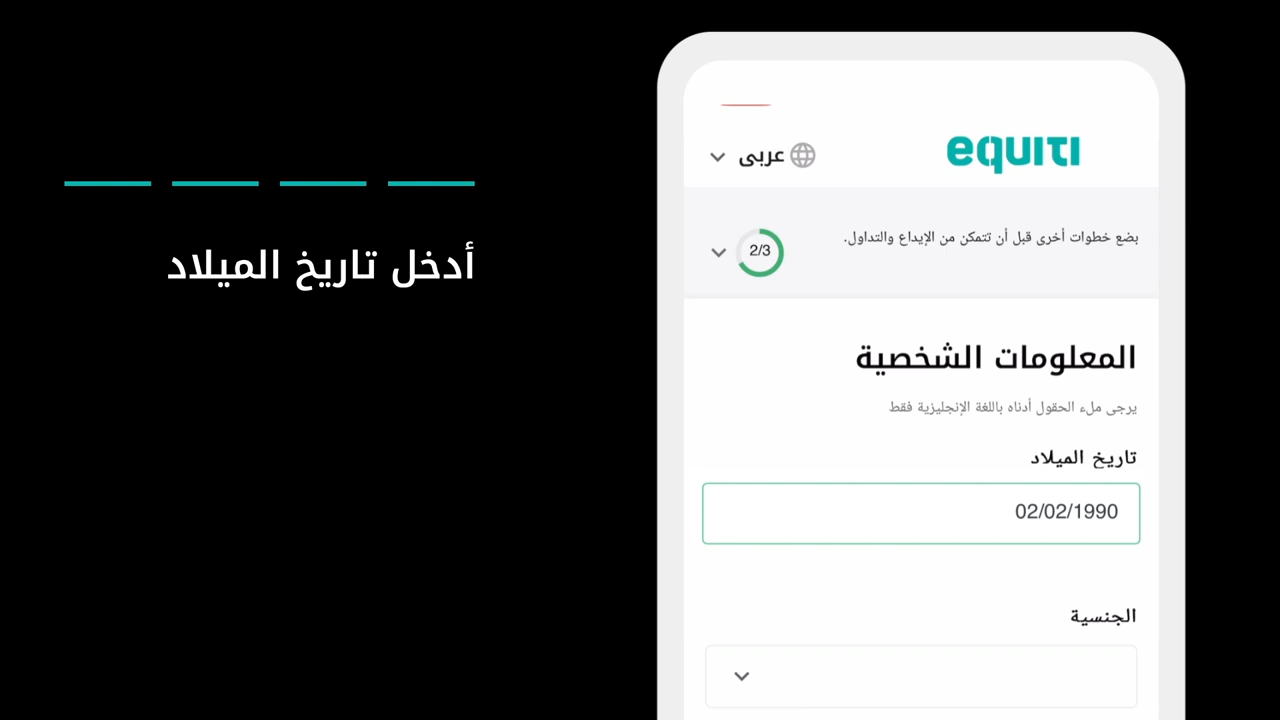 أدخل تاريخ الميلاد
equiti
عربى
بضع خطوات أخرى قبل أن تتمكن من الإيداع والتداول.
2/3
المعلومات الشخصية
يرجى ملء الحقول أدناه باللغة الإنجليزية فقط
تاريخ الميلاد
02/02/1990
الجنسية